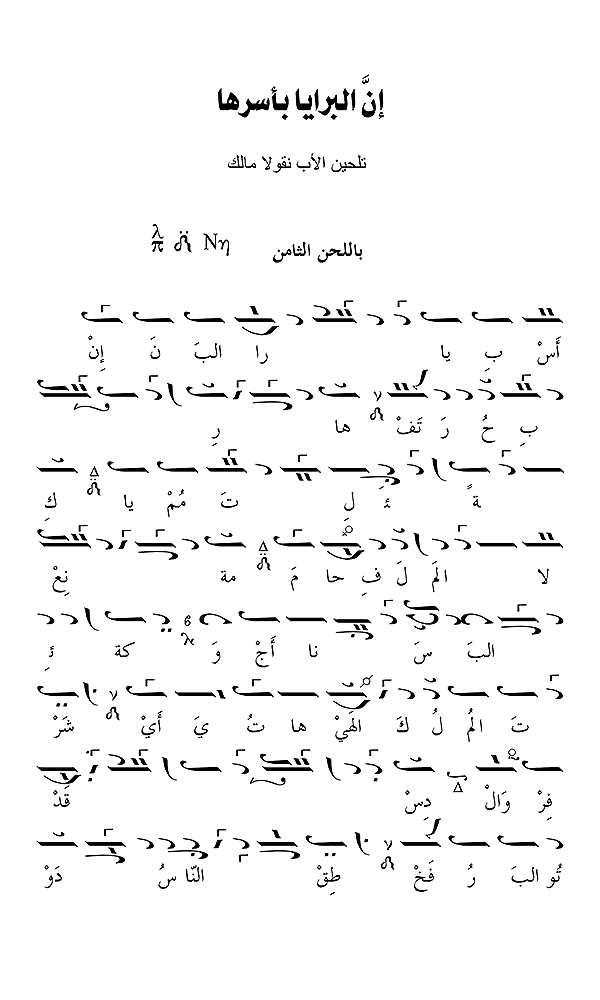 إنَّ البرايا بأسرها
تلحين الأب نقولا مالك
باللحن الثامن Νη λ π
إِنْ نَ البَ را يا بِ أَسْ
رِ ها تَفْ رَ حُ بِ
كِ يا مُمْ تَ لِ ئَ ةً
نِعْ مة مَ حا فِ لَ المَ لا
ئِ كة وَ أَجْ نا سَ البَ
شَرْ أَيْ يَ تُ ها الهَيْ كَ لُ المُ تَ
قَدْ دِسْ وَالْ فِرْ
دَوْ سُ النّا طِقْ فَخْ رُ البَ تُو